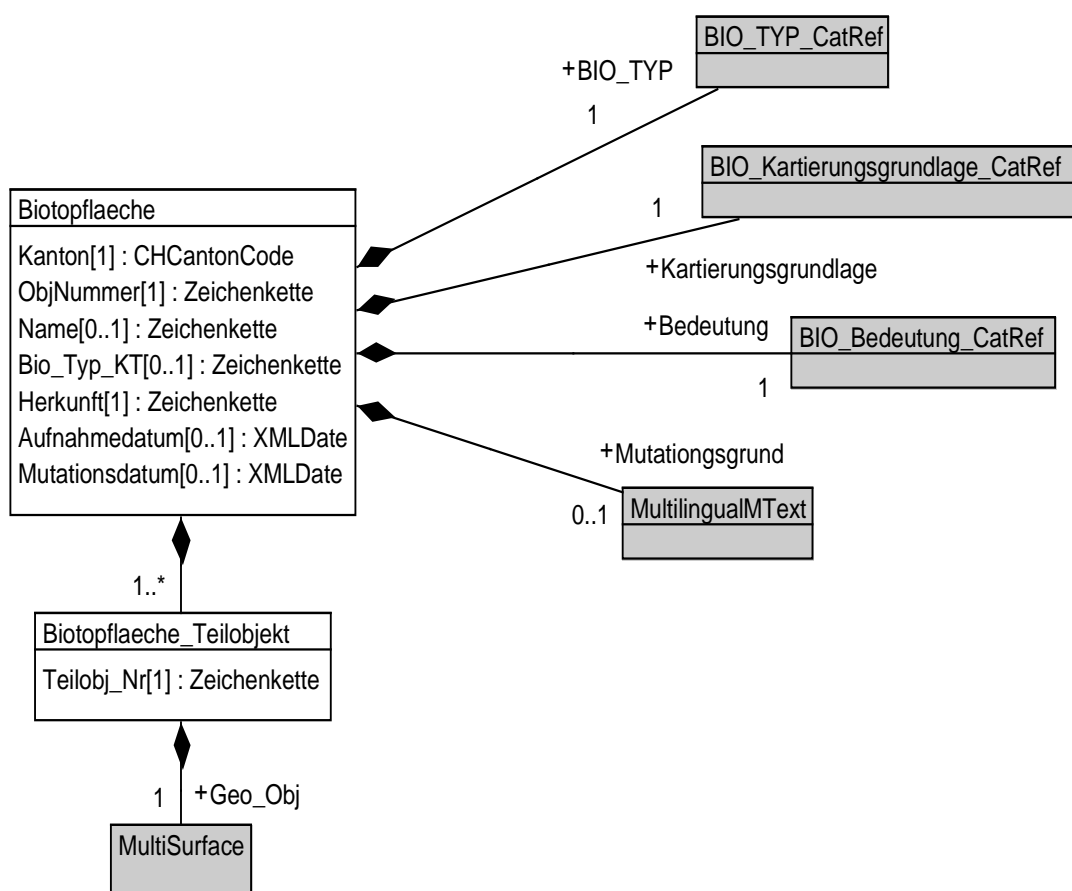 BIO_TYP_CatRef
+BIO_TYP
1
BIO_Kartierungsgrundlage_CatRef
1
+Kartierungsgrundlage
Biotopflaeche
Kanton[1] : CHCantonCode
ObjNummer[1] : Zeichenkette
Name[0..1] : Zeichenkette
Bio_Typ_KT[0..1] : Zeichenkette
Herkunft[1] : Zeichenkette
Aufnahmedatum[0..1] : XMLDate
Mutationsdatum[0..1] : XMLDate
+Bedeutung
BIO_Bedeutung_CatRef
1
+Mutationgsgrund
0..1
MultilingualMText
1..*
Biotopflaeche_Teilobjekt
Teilobj_Nr[1] : Zeichenkette
1
+Geo_Obj
MultiSurface